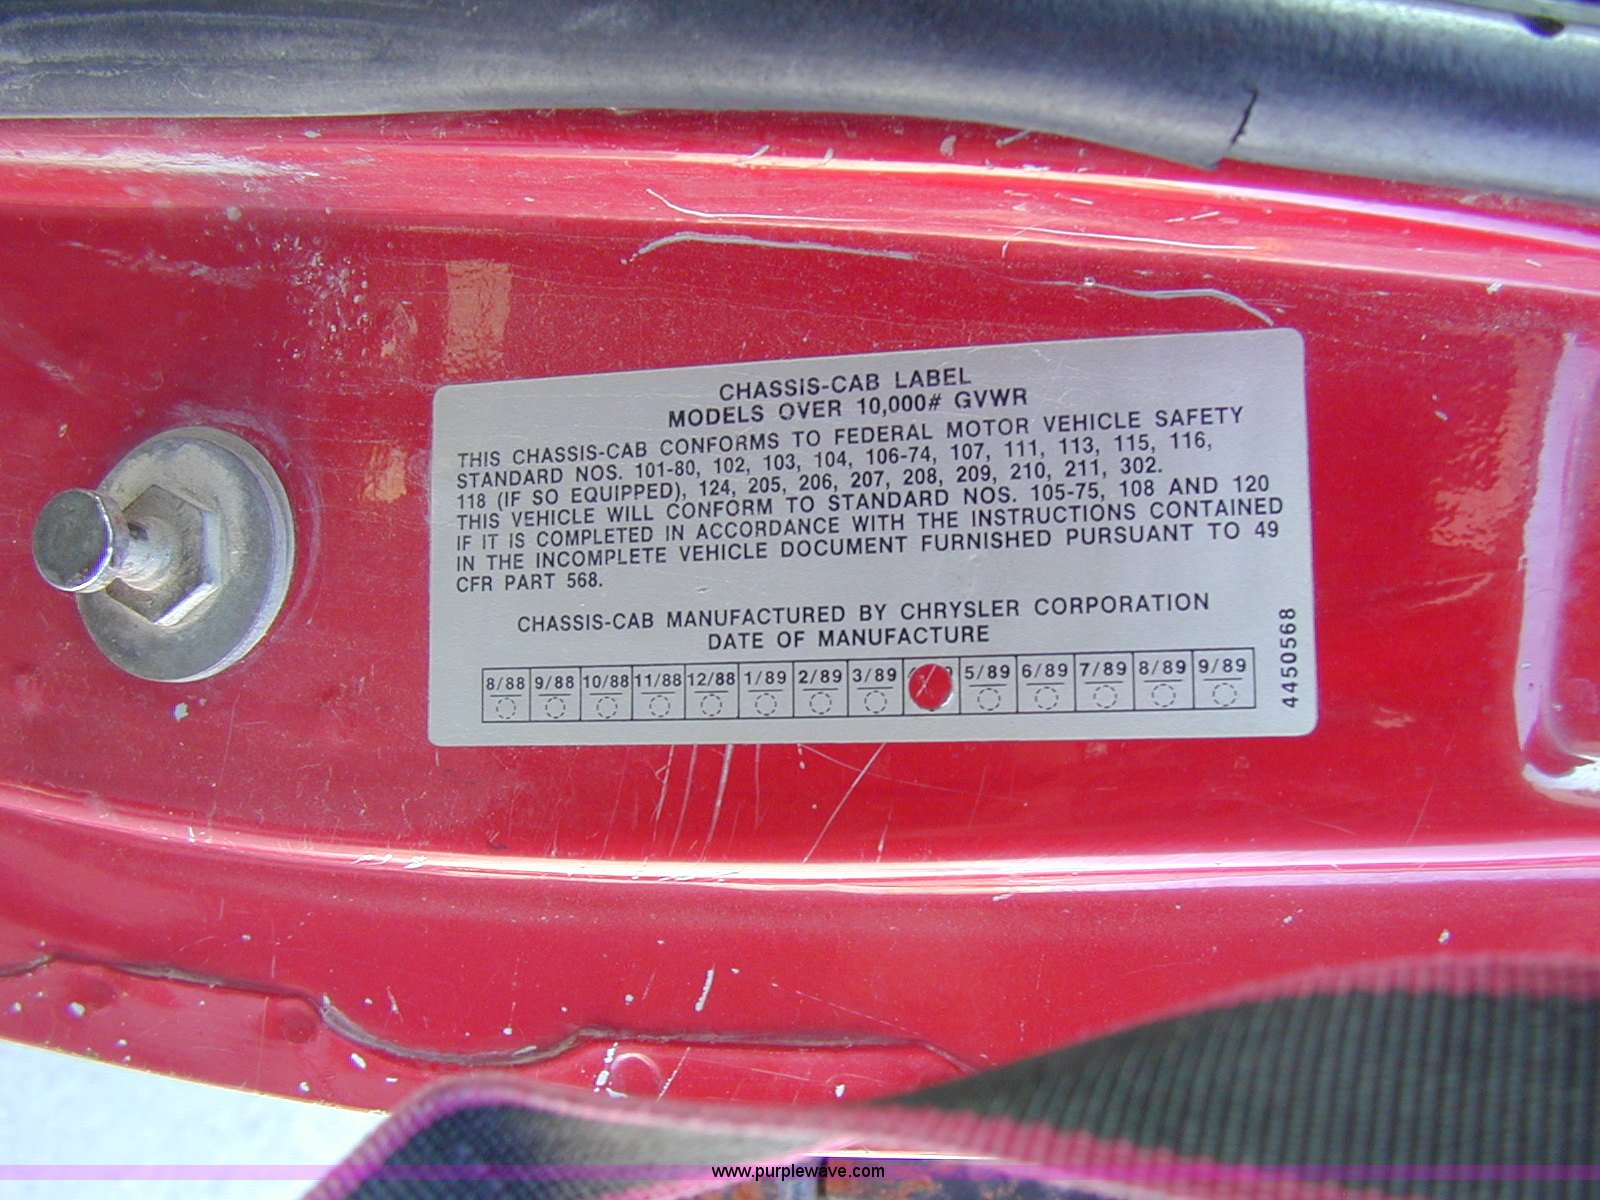 CHASSIS-CAB LABEL
MODELS OVER 10,000# GVWR
THIS CHASSIS-CAB CONFORMS TO FEDERAL MOTOR VEHICLE SAFETY
STANDARD NOS. 101-80, 102, 103, 104, 106-74, 107, 111, 113, 115, 116,
118 (IF SO EQUIPPED), 124, 205, 206, 207, 208, 209, 210, 211, 302.
THIS VEHICLE WILL CONFORM TO STANDARD NOS. 105-75, 108 AND 120
IF IT IS COMPLETED IN ACCORDANCE WITH THE INSTRUCTIONS CONTAINED
IN THE INCOMPLETE VEHICLE DOCUMENT FURNISHED PURSUANT TO 49
CFR PART 568.
CHASSIS-CAB MANUFACTURED BY CHRYSLER CORPORATION
DATE OF MANUFACTURE
8/88 9/88 10/88 11/88 12/88 1/89 2/89 3/89 5/89 6/89 7/89 8/89 9/89
4450568
www.purplewave.com